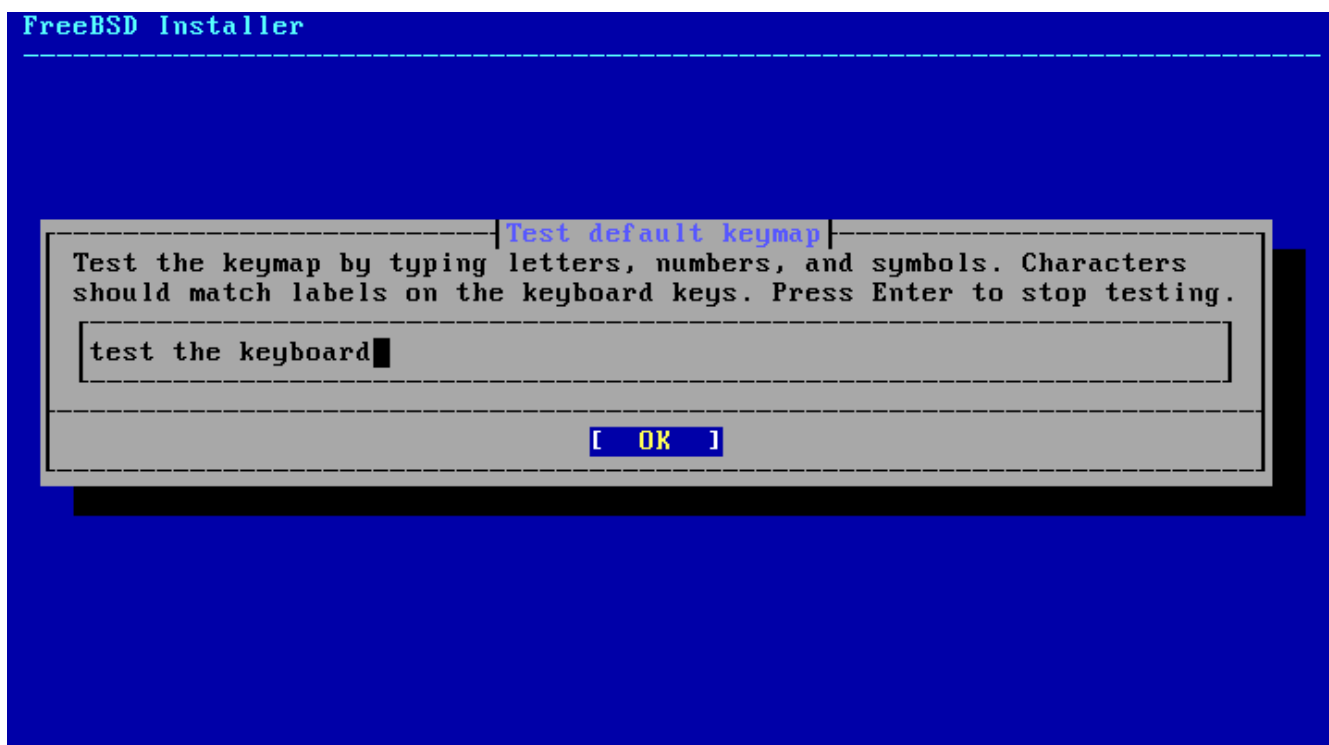 FreeBSD Installer
Test default keymap
Test the keymap by typing letters, numbers, and symbols. Characters
should match labels on the keyboard keys. Press Enter to stop testing.
test the keyboard
[ OK ]